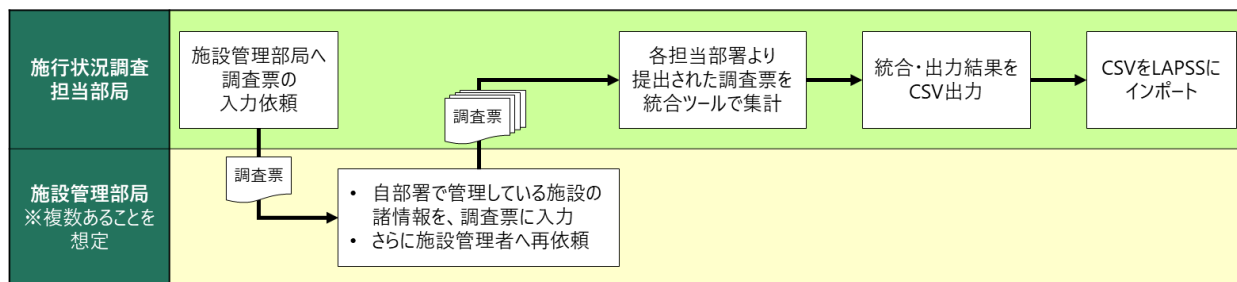 施行状況調査
担当部局
施設管理部局へ
調査票の
入力依頼
調査票
各担当部署より
提出された調査票を
統合ツールで集計
統合・出力結果を
CSV出力
CSVをLAPSSに
インポート
施設管理部局
※複数あることを
想定
調査票
• 自部署で管理している施設の
諸情報を、調査票に入力
• さらに施設管理者へ再依頼